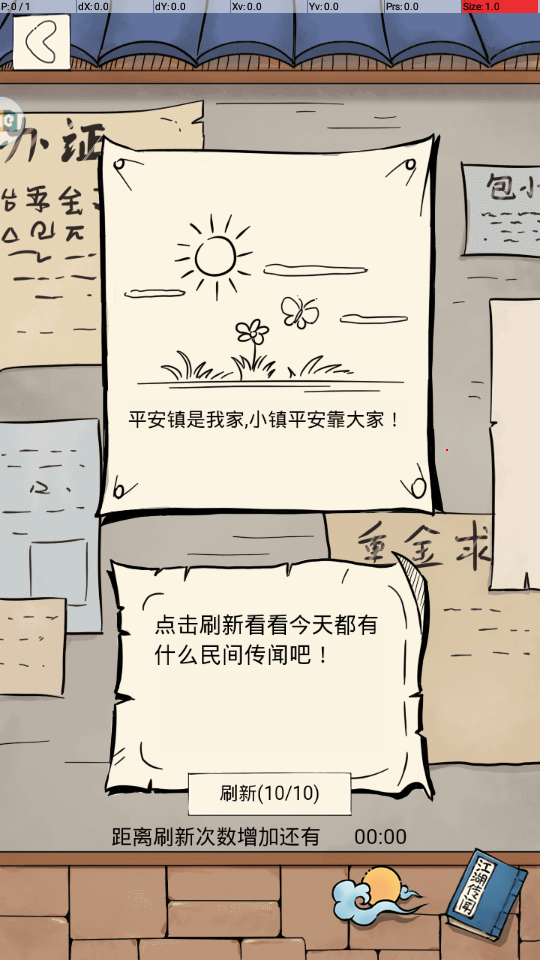 P: 0 / 1 dX: 0.0 dY: 0.0 Xv: 0.0 Yv: 0.0 Prs: 0.0 Size: 1.0
办证
包小
平安镇是我家,小镇平安靠大家！
重金求
点击刷新看看今天都有
什么民间传闻吧！
刷新(10/10)
距离刷新次数增加还有 00:00
江湖传闻